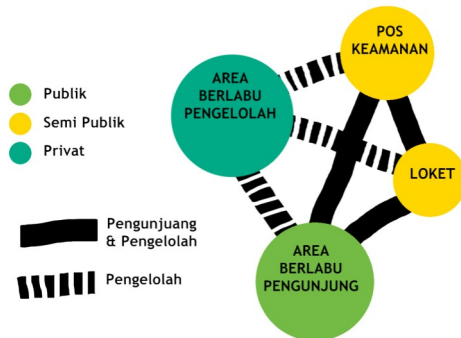 POS
KEAMANAN
AREA
BERLABU
PENGELOLAH
Publik
Semi Publik
Privat
LOKET
Pengunjuang
& Pengelolah
Pengelolah
AREA
BERLABU
PENGUNJUNG